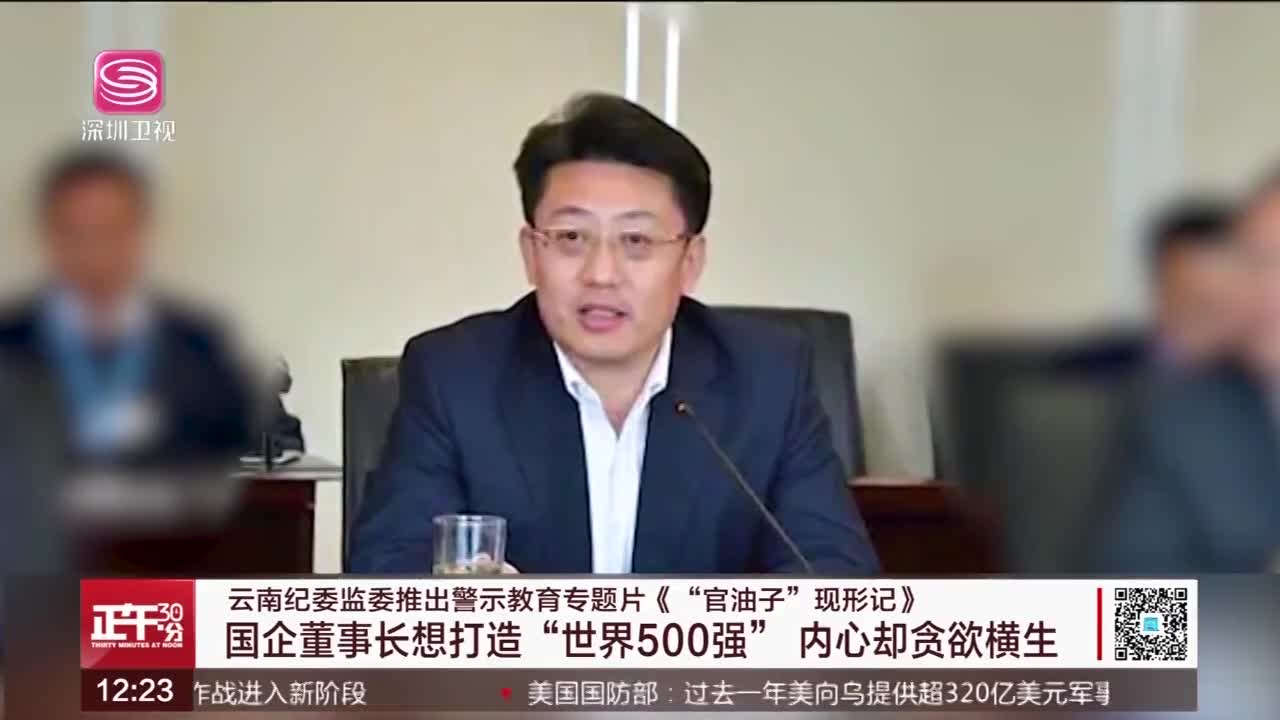 深圳卫视
云南纪委监委推出警示教育专题片《“官油子”现形记》
正午30分
THIRTY MINUTES AT NOON
国企董事长想打造“世界500强” 内心却贪欲横生
12:23
作战进入新阶段
美国国防部：过去一年美向乌提供超320亿美元军事